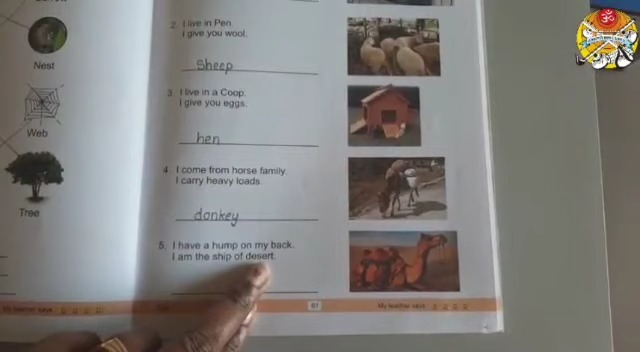 Nest
Web
Tree
2. I live in Pen.
I give you wool.
Sheep
3. I live in a Coop.
I give you eggs.
hen
4. I come from horse family.
I carry heavy loads.
donkey
5. I have a hump on my back.
I am the ship of desert.
My teacher says
61
My teacher says